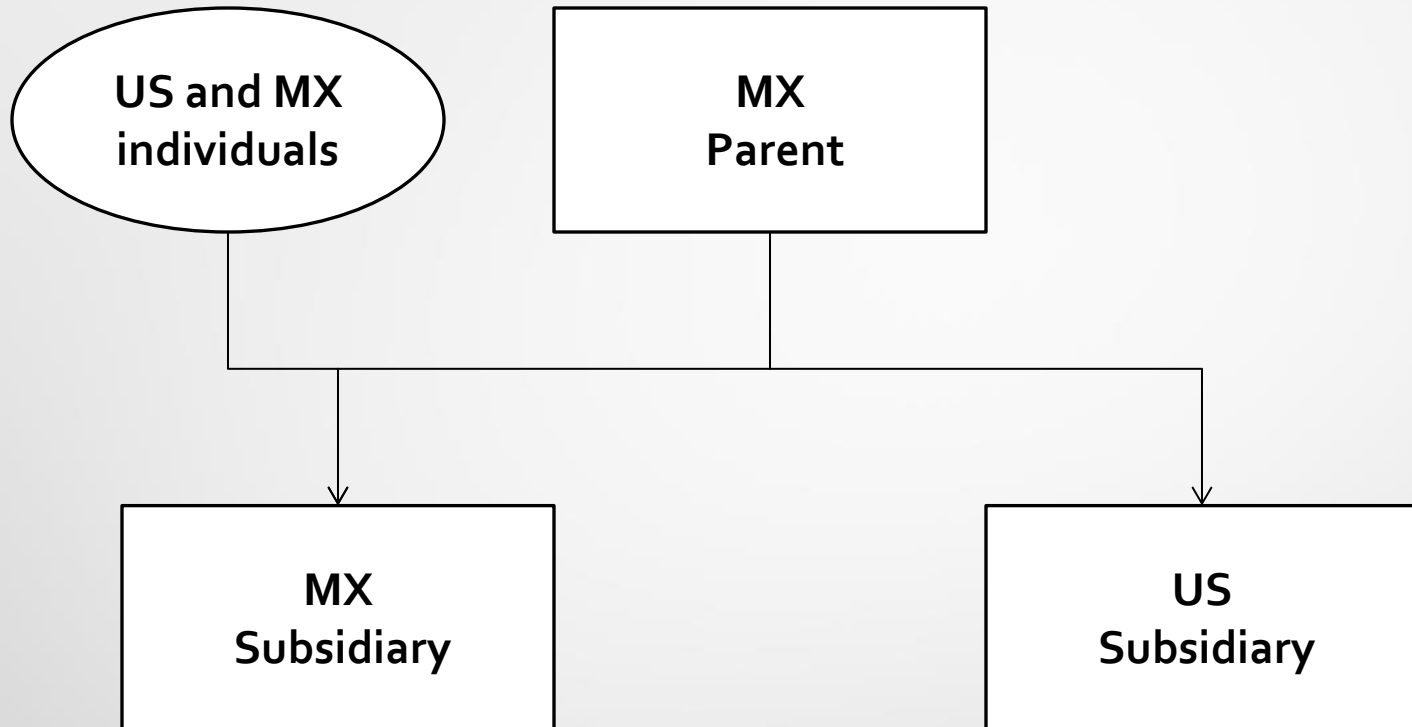 US and MX
individuals
MX
Parent
MX
Subsidiary
US
Subsidiary